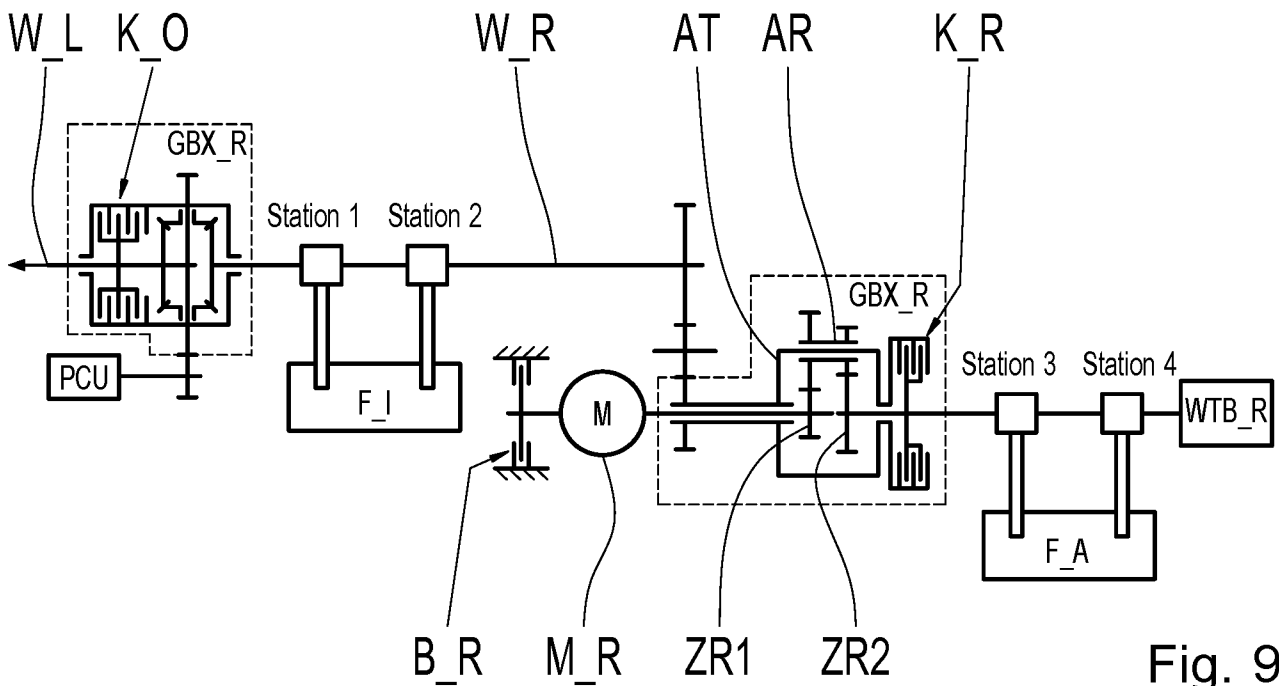 W_L K_O W_R AT AR K_R
GBX_R
Station 1 Station 2
GBX_R
PCU
F_I
M
Station 3 Station 4
WTB_R
F_A
B_R M_R ZR1 ZR2
Fig. 9